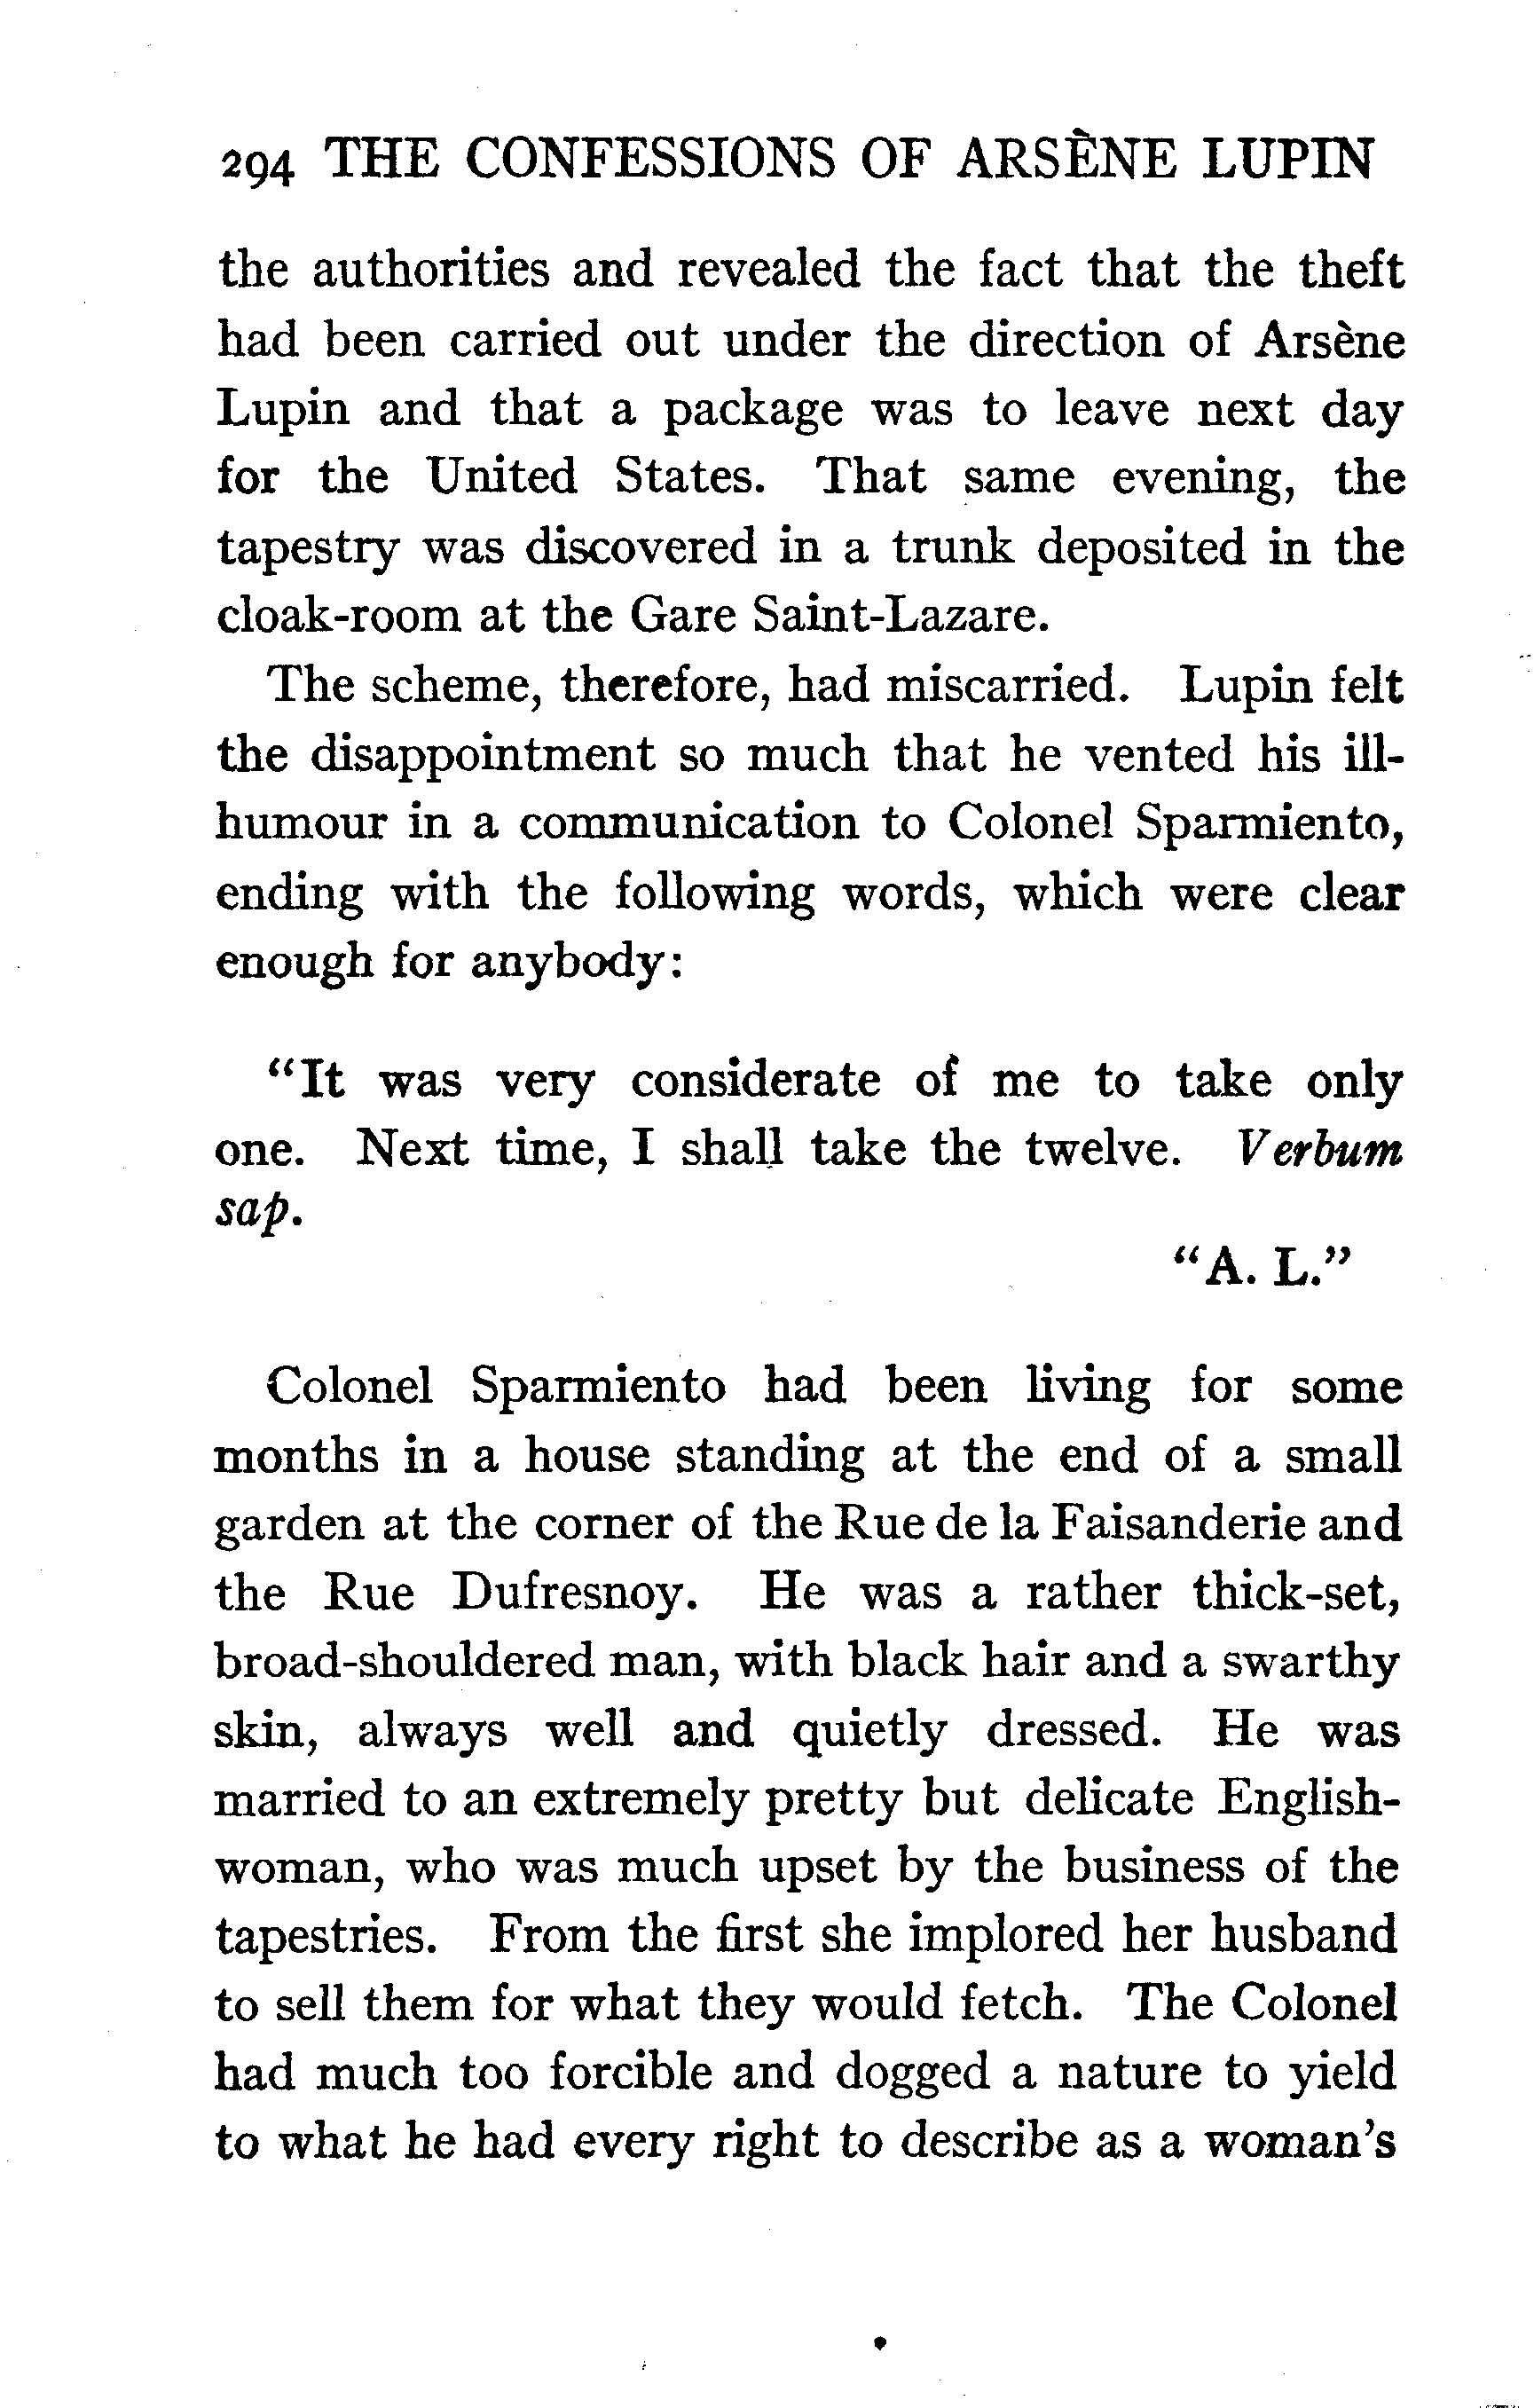 294 THE CONFESSIONS OF ARSÈNE LUPIN
the authorities and revealed the fact that the theft
had been carried out under the direction of Arsène
Lupin and that a package was to leave next day
for the United States. That same evening, the
tapestry was discovered in a trunk deposited in the
cloak-room at the Gare Saint-Lazare.
The scheme, therefore, had miscarried. Lupin felt
the disappointment so much that he vented his ill-
humour in a communication to Colonel Sparmiento,
ending with the following words, which were clear
enough for anybody:
"It was very considerate of me to take only
one. Next time, I shall take the twelve. Verbum
sap.
"A. L."
Colonel Sparmiento had been living for some
months in a house standing at the end of a small
garden at the corner of the Rue de la Faisanderie and
the Rue Dufresnoy. He was a rather thick-set,
broad-shouldered man, with black hair and a swarthy
skin, always well and quietly dressed. He was
married to an extremely pretty but delicate English-
woman, who was much upset by the business of the
tapestries. From the first she implored her husband
to sell them for what they would fetch. The Colonel
had much too forcible and dogged a nature to yield
to what he had every right to describe as a woman's